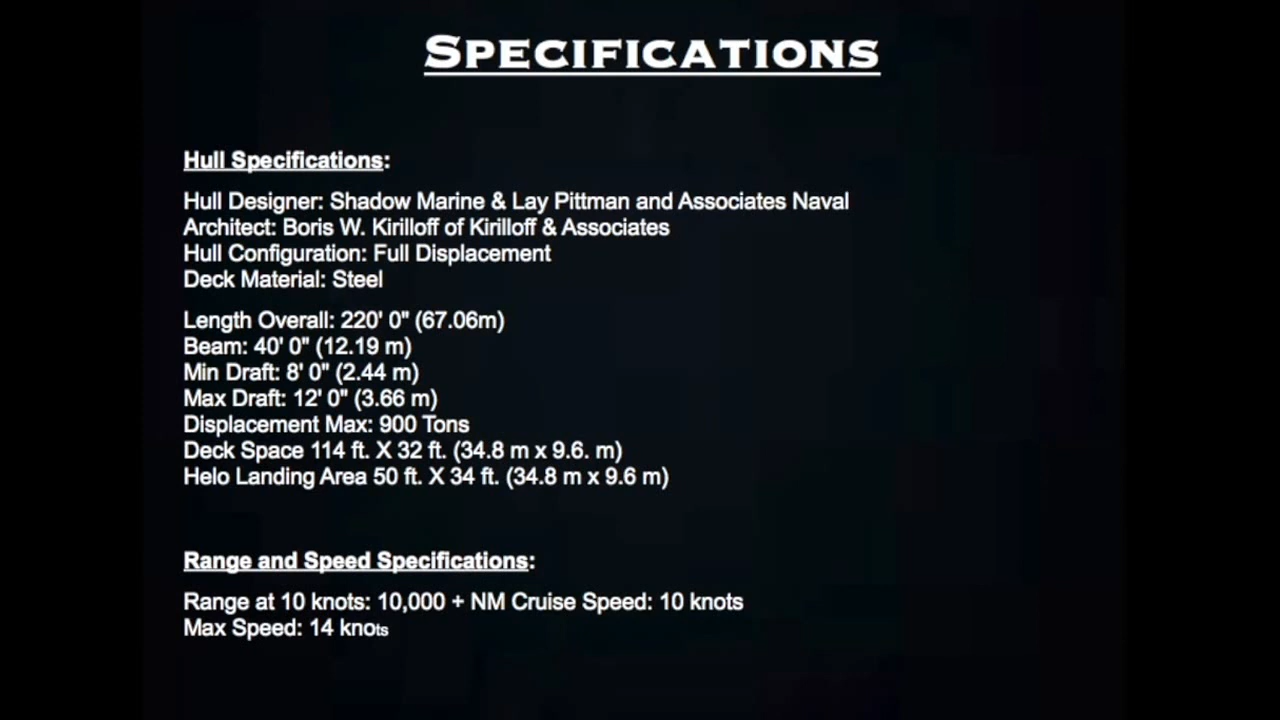 SPECIFICATIONS
Hull Specifications:
Hull Designer: Shadow Marine & Lay Pittman and Associates Naval
Architect: Boris W. Kirilloff of Kirilloff & Associates
Hull Configuration: Full Displacement
Deck Material: Steel
Length Overall: 220' 0" (67.06m)
Beam: 40' 0" (12.19 m)
Min Draft: 8' 0" (2.44 m)
Max Draft: 12' 0" (3.66 m)
Displacement Max: 900 Tons
Deck Space 114 ft. X 32 ft. (34.8 m x 9.6. m)
Helo Landing Area 50 ft. X 34 ft. (34.8 m x 9.6 m)
Range and Speed Specifications:
Range at 10 knots: 10,000 + NM Cruise Speed: 10 knots
Max Speed: 14 knots